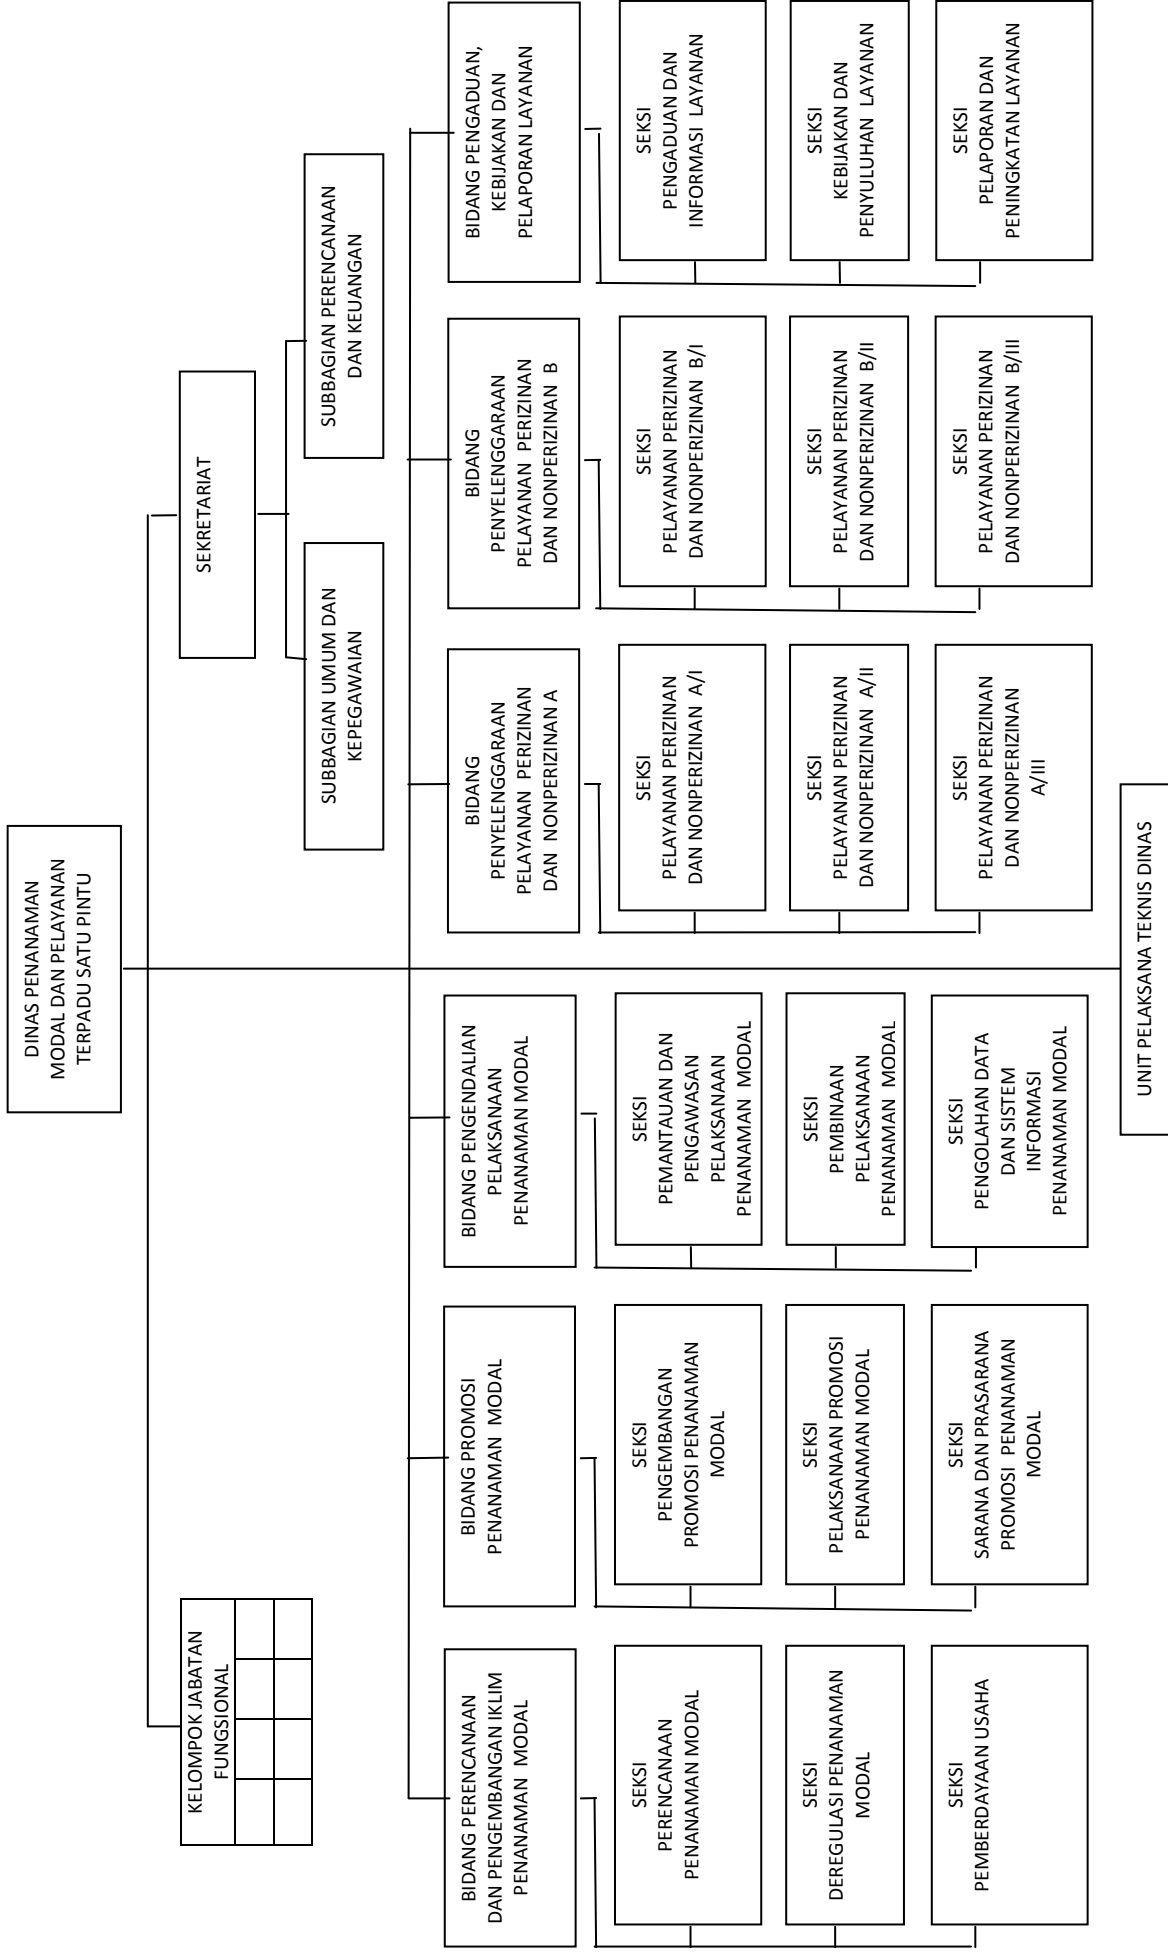 DINAS PENANAMAN
MODAL DAN PELAYANAN
TERPADU SATU PINTU
KELOMPOK JABATAN
FUNGSIONAL
SEKRETARIAT
SUBBAGIAN UMUM DAN
KEPEGAWAIAN
SUBBAGIAN PERENCANAAN
DAN KEUANGAN
BIDANG PERENCANAAN
DAN PENGEMBANGAN IKLIM
PENANAMAN MODAL
SEKSI
PERENCANAAN
PENANAMAN MODAL
SEKSI
DEREGULASI PENANAMAN
MODAL
SEKSI
PEMBERDAYAAN USAHA
BIDANG PROMOSI
PENANAMAN MODAL
SEKSI
PENGEMBANGAN
PROMOSI PENANAMAN
MODAL
SEKSI
PELAKSANAAN PROMOSI
PENANAMAN MODAL
SEKSI
SARANA DAN PRASARANA
PROMOSI PENANAMAN
MODAL
BIDANG PENGENDALIAN
PELAKSANAAN
PENANAMAN MODAL
SEKSI
PEMANTAUAN DAN
PENGAWASAN
PELAKSANAAN
PENANAMAN MODAL
SEKSI
PEMBINAAN
PELAKSANAAN
PENANAMAN MODAL
SEKSI
PENGOLAHAN DATA
DAN SISTEM
INFORMASI
PENANAMAN MODAL
BIDANG
PENYELENGGARAAN
PELAYANAN PERIZINAN
DAN NONPERIZINAN A
SEKSI
PELAYANAN PERIZINAN
DAN NONPERIZINAN A/I
SEKSI
PELAYANAN PERIZINAN
DAN NONPERIZINAN A/II
SEKSI
PELAYANAN PERIZINAN
DAN NONPERIZINAN
A/III
BIDANG
PENYELENGGARAAN
PELAYANAN PERIZINAN
DAN NONPERIZINAN B
SEKSI
PELAYANAN PERIZINAN
DAN NONPERIZINAN B/I
SEKSI
PELAYANAN PERIZINAN
DAN NONPERIZINAN B/II
SEKSI
PELAYANAN PERIZINAN
DAN NONPERIZINAN B/III
BIDANG PENGADUAN,
KEBIJAKAN DAN
PELAPORAN LAYANAN
SEKSI
PENGADUAN DAN
INFORMASI LAYANAN
SEKSI
KEBIJAKAN DAN
PENYULUHAN LAYANAN
SEKSI
PELAPORAN DAN
PENINGKATAN LAYANAN
UNIT PELAKSANA TEKNIS DINAS